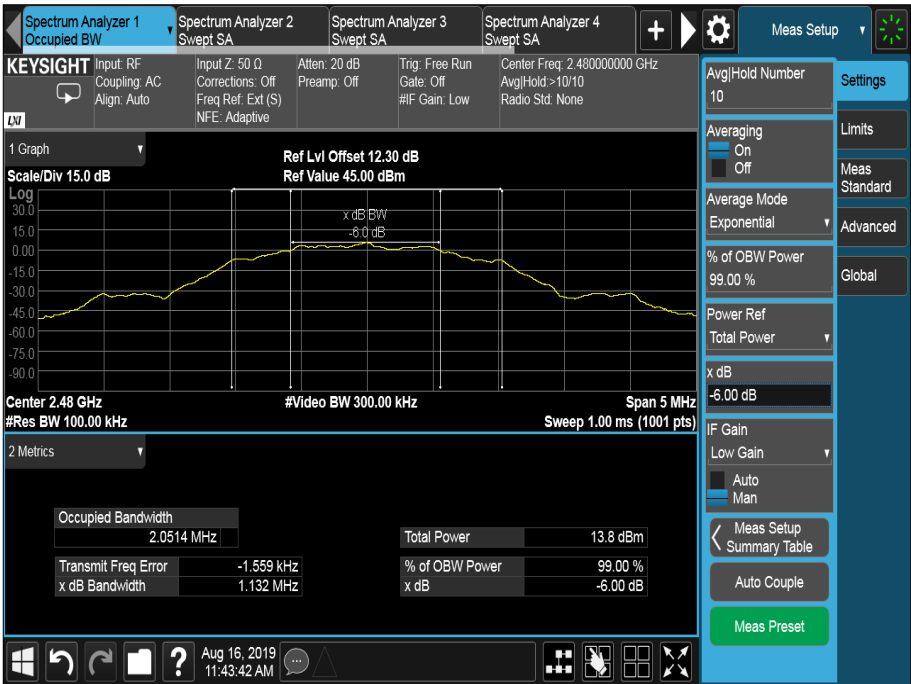 Spectrum Analyzer 1
Occupied BW
Spectrum Analyzer 2
Swept SA
Spectrum Analyzer 3
Swept SA
Spectrum Analyzer 4
Swept SA
+
Meas Setup
KEYSIGHT
LXI
Input: RF
Coupling: AC
Align: Auto
Input Z: 50 Ω
Corrections: Off
Freq Ref: Ext (S)
NFE: Adaptive
Atten: 20 dB
Preamp: Off
Trig: Free Run
Gate: Off
#IF Gain: Low
Center Freq: 2.480000000 GHz
Avg|Hold:>10/10
Radio Std: None
1 Graph
Scale/Div 15.0 dB
Ref Lvl Offset 12.30 dB
Ref Value 45.00 dBm
Log
30.0
15.0
0.00
-15.0
-30.0
-45.0
-60.0
-75.0
-90.0
x dB BW
-6.0 dB
Center 2.48 GHz
#Res BW 100.00 kHz
#Video BW 300.00 kHz
Span 5 MHz
Sweep 1.00 ms (1001 pts)
2 Metrics
Occupied Bandwidth
2.0514 MHz
Transmit Freq Error -1.559 kHz
x dB Bandwidth 1.132 MHz
Total Power 13.8 dBm
% of OBW Power 99.00 %
x dB -6.00 dB
Avg|Hold Number
10
Averaging
On
Off
Average Mode
Exponential
% of OBW Power
99.00 %
Power Ref
Total Power
x dB
-6.00 dB
IF Gain
Low Gain
Auto
Man
Meas Setup
Summary Table
Auto Couple
Meas Preset
Settings
Limits
Meas
Standard
Advanced
Global
?
Aug 16, 2019
11:43:42 AM